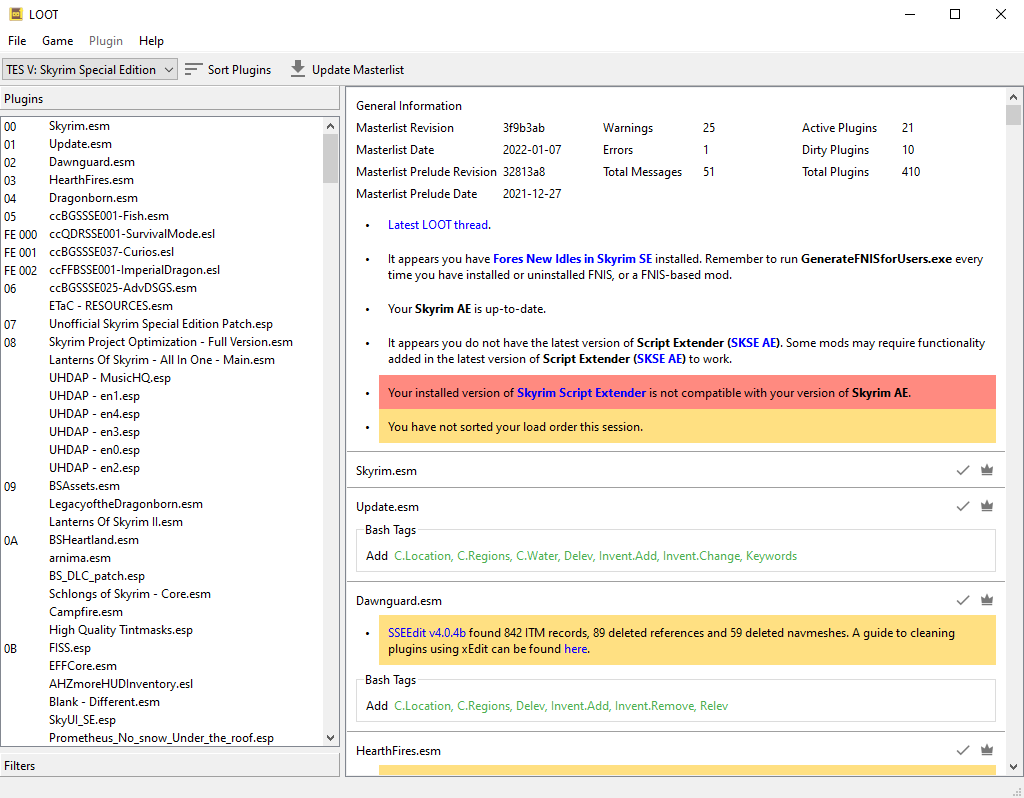 LOOT
File Game Plugin Help
TES V: Skyrim Special Edition Sort Plugins Update Masterlist
Plugins
00 Skyrim.esm
01 Update.esm
02 Dawnguard.esm
03 HearthFires.esm
04 Dragonborn.esm
05 ccBGSSSE001-Fish.esm
FE 000 ccQDRSSE001-SurvivalMode.esl
FE 001 ccBGSSSE037-Curios.esl
FE 002 ccFFBSSE001-ImperialDragon.esl
06 ccBGSSSE025-AdvDSGS.esm
ETaC - RESOURCES.esm
07 Unofficial Skyrim Special Edition Patch.esp
08 Skyrim Project Optimization - Full Version.esm
Lanterns Of Skyrim - All In One - Main.esm
UHDAP - MusicHQ.esp
UHDAP - en1.esp
UHDAP - en4.esp
UHDAP - en3.esp
UHDAP - en0.esp
UHDAP - en2.esp
09 BSAssets.esm
LegacyoftheDragonborn.esm
Lanterns Of Skyrim II.esm
0A BSHeartland.esm
arnima.esm
BS_DLC_patch.esp
Schlongs of Skyrim - Core.esm
Campfire.esm
High Quality Tintmasks.esp
0B FISS.esp
EFFCore.esm
AHZmoreHUDInventory.esl
Blank - Different.esm
SkyUI_SE.esp
Prometheus_No_snow_Under_the_roof.esp
Filters
General Information
Masterlist Revision 3f9b3ab Warnings 25 Active Plugins 21
Masterlist Date 2022-01-07 Errors 1 Dirty Plugins 10
Masterlist Prelude Revision 32813a8 Total Messages 51 Total Plugins 410
Masterlist Prelude Date 2021-12-27
• Latest LOOT thread.
• It appears you have Fores New Idles in Skyrim SE installed. Remember to run GenerateFNISforUsers.exe every
time you have installed or uninstalled FNIS, or a FNIS-based mod.
• Your Skyrim AE is up-to-date.
• It appears you do not have the latest version of Script Extender (SKSE AE). Some mods may require functionality
added in the latest version of Script Extender (SKSE AE) to work.
• Your installed version of Skyrim Script Extender is not compatible with your version of Skyrim AE.
• You have not sorted your load order this session.
Skyrim.esm
Update.esm
Bash Tags
Add C.Location, C.Regions, C.Water, Delev, Invent.Add, Invent.Change, Keywords
Dawnguard.esm
• SSEEdit v4.0.4b found 842 ITM records, 89 deleted references and 59 deleted navmeshes. A guide to cleaning
plugins using xEdit can be found here.
Bash Tags
Add C.Location, C.Regions, Delev, Invent.Add, Invent.Remove, Relev
HearthFires.esm